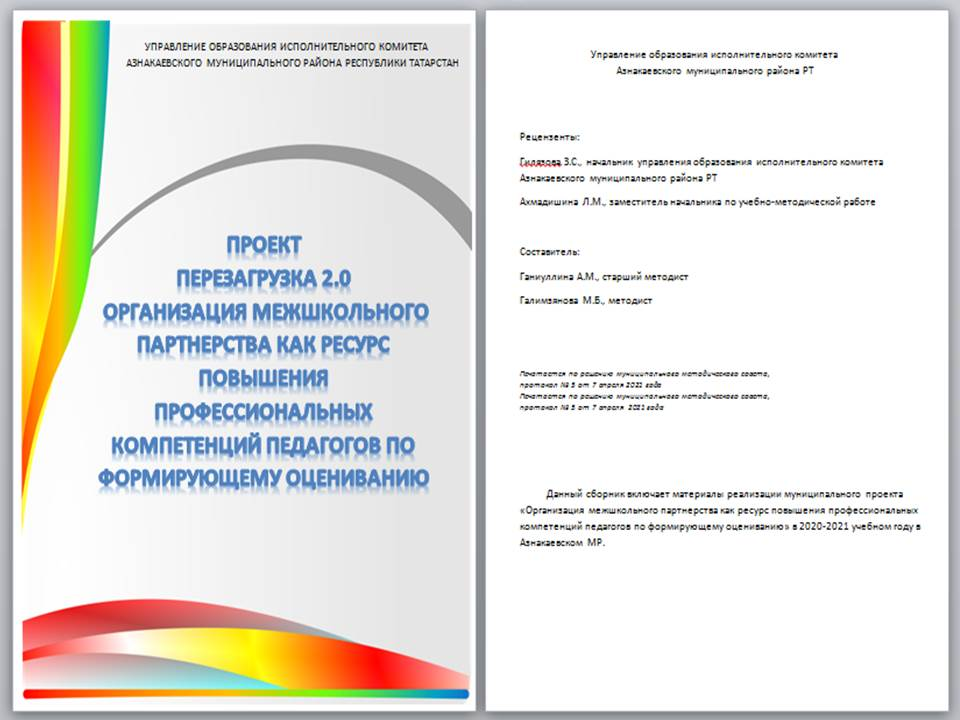 УПРАВЛЕНИЕ ОБРАЗОВАНИЯ ИСПОЛНИТЕЛЬНОГО КОМИТЕТА
АЗНАКАЕВСКОГО МУНИЦИПАЛЬНОГО РАЙОНА РЕСПУБЛИКИ ТАТАРСТАН
ПРОЕКТ
ПЕРЕЗАГРУЗКА 2.0
ОРГАНИЗАЦИЯ МЕЖШКОЛЬНОГО
ПАРТНЕРСТВА КАК РЕСУРС
ПОВЫШЕНИЯ
ПРОФЕССИОНАЛЬНЫХ
КОМПЕТЕНЦИЙ ПЕДАГОГОВ ПО
ФОРМИРУЮЩЕМУ ОЦЕНИВАНИЮ
Управление образования исполнительного комитета
Азнакаевского муниципального района РТ
Рецензенты:
Гилязова З.С., начальник управления образования исполнительного комитета
Азнакаевского муниципального района РТ
Ахмадишина Л.М., заместитель начальника по учебно-методической работе
Составитель:
Ганиуллина А.М., старший методист
Галимзянова М.Б., методист
Печатается по решению муниципального методического совета,
протокол № 5 от 7 апреля 2021 года
Печатается по решению муниципального методического совета,
протокол № 5 от 7 апреля 2021 года
Данный сборник включает материалы реализации муниципального проекта
«Организация межшкольного партнерства как ресурс повышения профессиональных
компетенций педагогов по формирующему оцениванию» в 2020-2021 учебном году в
Азнакаевском МР.